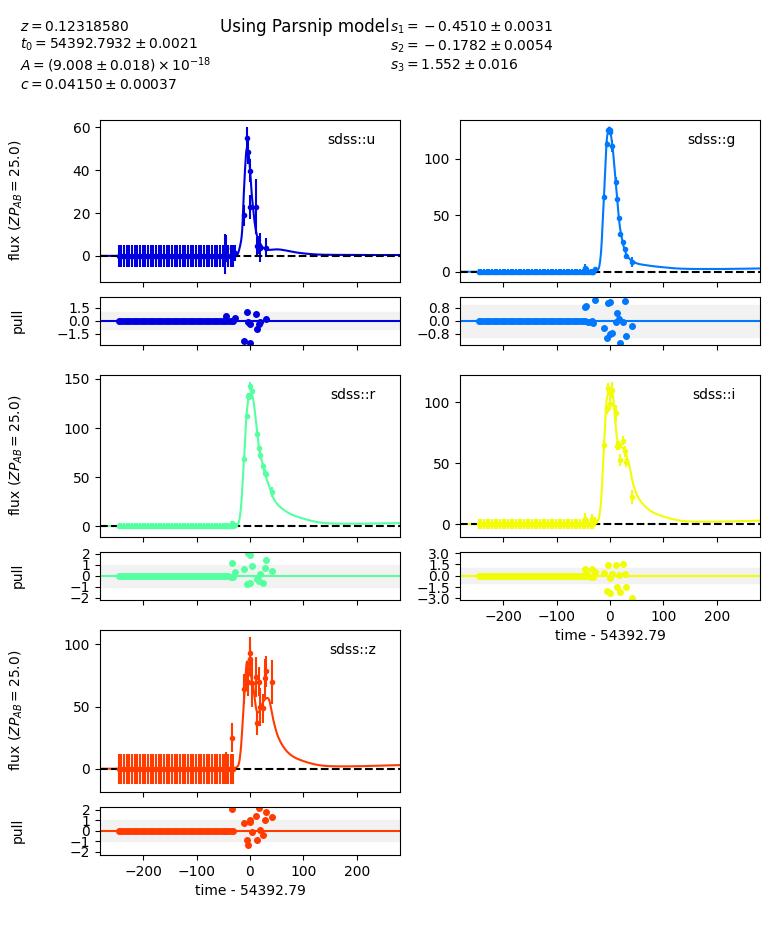 Using Parsnip model
z = 0.12318580
t₀ = 54392.7932 ± 0.0021
A = (9.008 ± 0.018) × 10⁻¹⁸
c = 0.04150 ± 0.00037
s₁ = −0.4510 ± 0.0031
s₂ = −0.1782 ± 0.0054
s₃ = 1.552 ± 0.016
sdss::u
flux (ZP_AB = 25.0)
60
40
20
0
pull
1.5
0.0
−1.5
sdss::g
100
50
0
0.8
0.0
−0.8
sdss::r
flux (ZP_AB = 25.0)
150
100
50
0
pull
2
1
0
−1
−2
sdss::i
100
50
0
3.0
1.5
0.0
−1.5
−3.0
−200 −100 0 100 200
time - 54392.79
sdss::z
flux (ZP_AB = 25.0)
100
50
0
pull
2
1
0
−1
−2
−200 −100 0 100 200
time - 54392.79